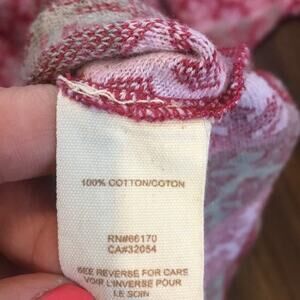 100% COTTON/COTON
RN#66170
CA#32054
SEE REVERSE FOR CARE
VOIR L'INVERSE POUR
LE SOIN